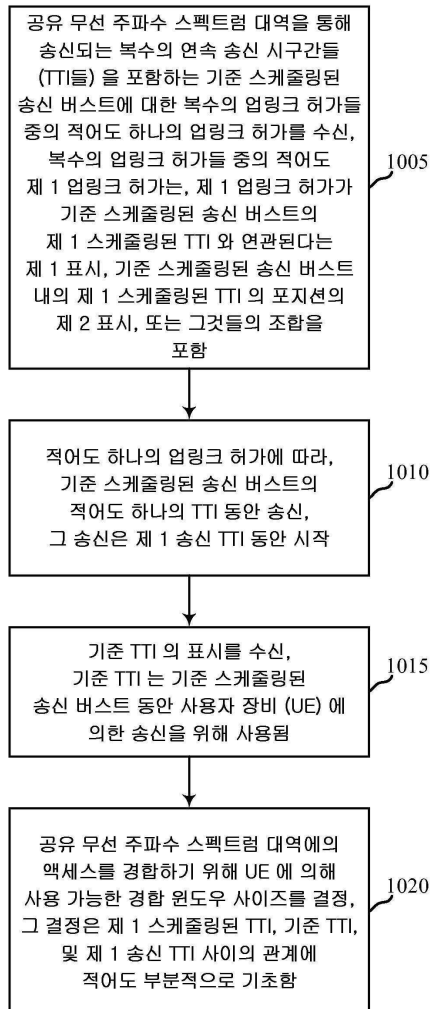 공유 무선 주파수 스펙트럼 대역을 통해
송신되는 복수의 연속 송신 시구간들
(TTI들) 을 포함하는 기준 스케줄링된
송신 버스트에 대한 복수의 업링크 허가들
중의 적어도 하나의 업링크 허가를 수신,
복수의 업링크 허가들 중의 적어도
제 1 업링크 허가는, 제 1 업링크 허가가
기준 스케줄링된 송신 버스트의
제 1 스케줄링된 TTI 와 연관된다는
제 1 표시, 기준 스케줄링된 송신 버스트
내의 제 1 스케줄링된 TTI 의 포지션의
제 2 표시, 또는 그것들의 조합을
포함
1005
적어도 하나의 업링크 허가에 따라,
기준 스케줄링된 송신 버스트의
적어도 하나의 TTI 동안 송신,
그 송신은 제 1 송신 TTI 동안 시작
1010
기준 TTI 의 표시를 수신,
기준 TTI 는 기준 스케줄링된
송신 버스트 동안 사용자 장비 (UE) 에
의한 송신을 위해 사용됨
1015
공유 무선 주파수 스펙트럼 대역에의
액세스를 경합하기 위해 UE 에 의해
사용 가능한 경합 윈도우 사이즈를 결정,
그 결정은 제 1 스케줄링된 TTI, 기준 TTI,
및 제 1 송신 TTI 사이의 관계에
적어도 부분적으로 기초함
1020